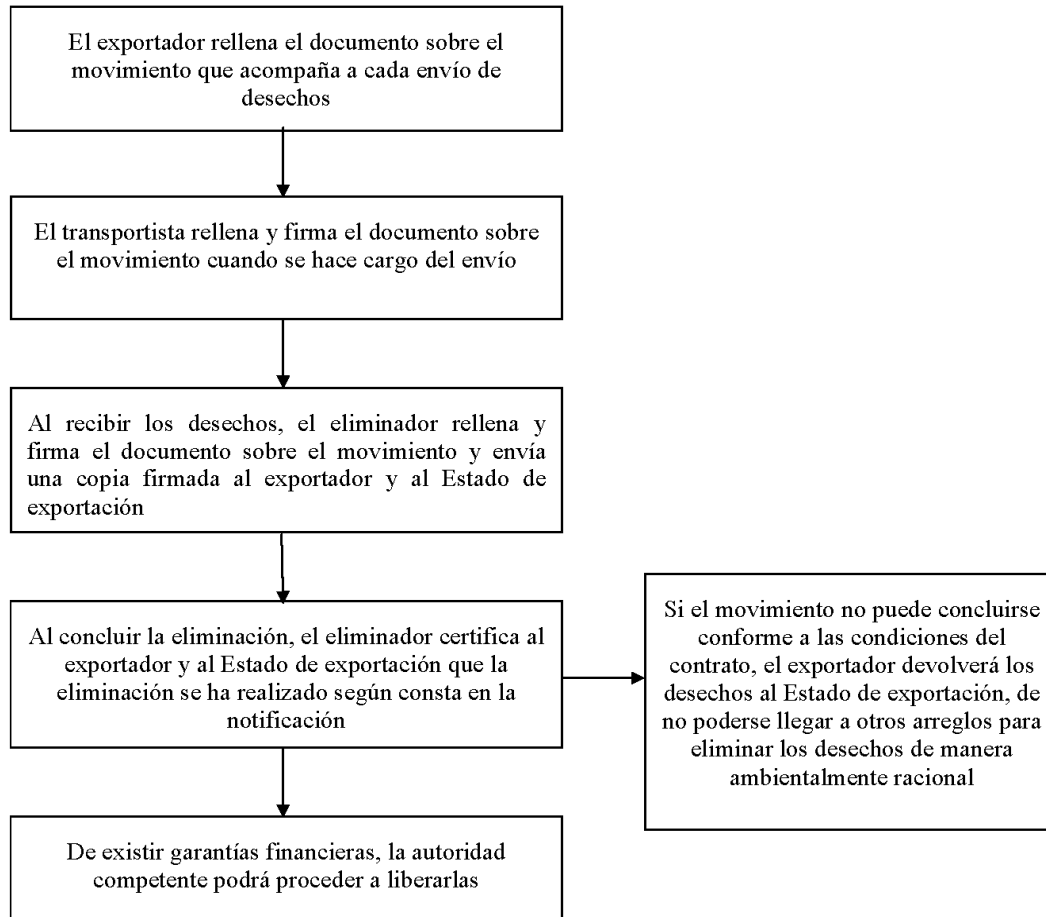 El exportador rellena el documento sobre el
movimiento que acompaña a cada envío de
desechos
El transportista rellena y firma el documento sobre
el movimiento cuando se hace cargo del envío
Al recibir los desechos, el eliminador rellena y
firma el documento sobre el movimiento y envía
una copia firmada al exportador y al Estado de
exportación
Al concluir la eliminación, el eliminador certifica al
exportador y al Estado de exportación que la
eliminación se ha realizado según consta en la
notificación
Si el movimiento no puede concluirse
conforme a las condiciones del
contrato, el exportador devolverá los
desechos al Estado de exportación, de
no poderse llegar a otros arreglos para
eliminar los desechos de manera
ambientalmente racional
De existir garantías financieras, la autoridad
competente podrá proceder a liberarlas